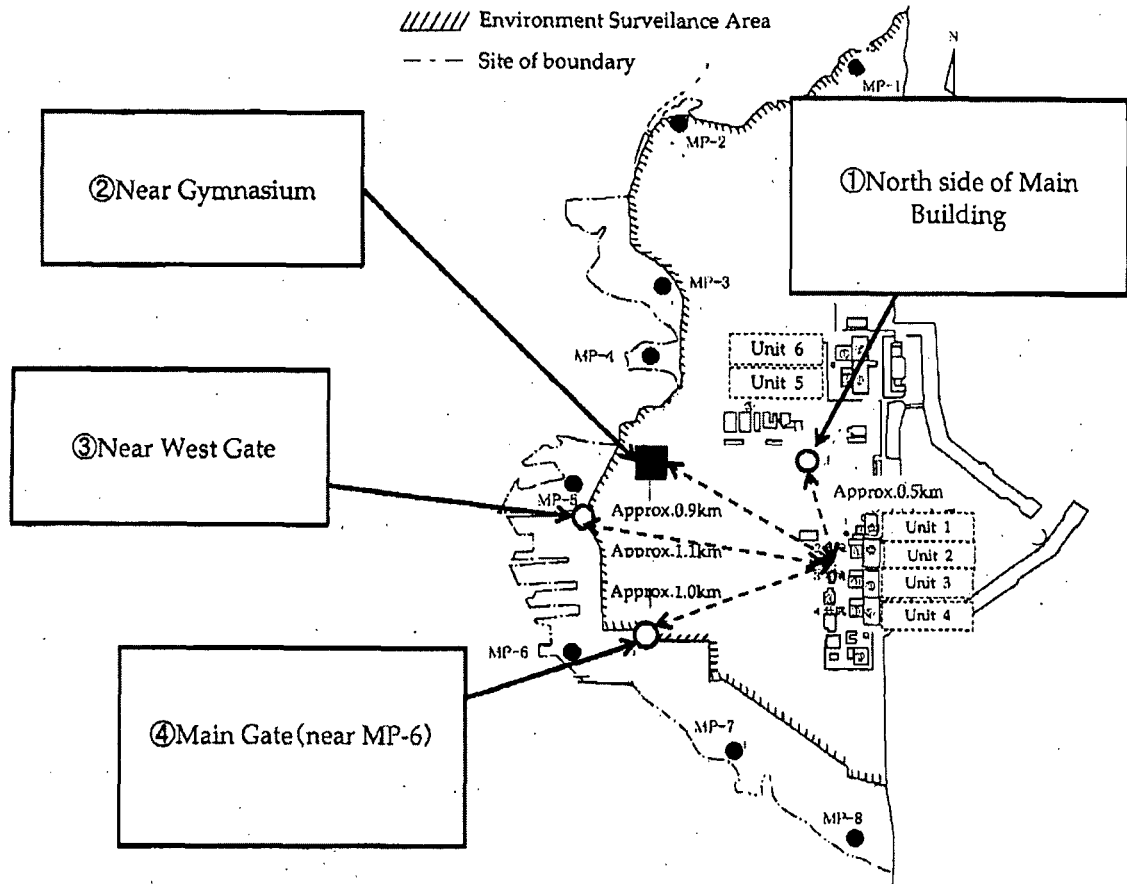 Environment Surveilance Area
Site of boundary
N
MP-1
MP-2
①North side of Main
Building
②Near Gymnasium
MP-3
MP-4
Unit 6
Unit 5
③Near West Gate
MP-5
Approx.0.9km
Approx.0.5km
Approx.1.1km
Approx.1.0km
Unit 1
Unit 2
Unit 3
Unit 4
MP-6
④Main Gate(near MP-6)
MP-7
MP-8